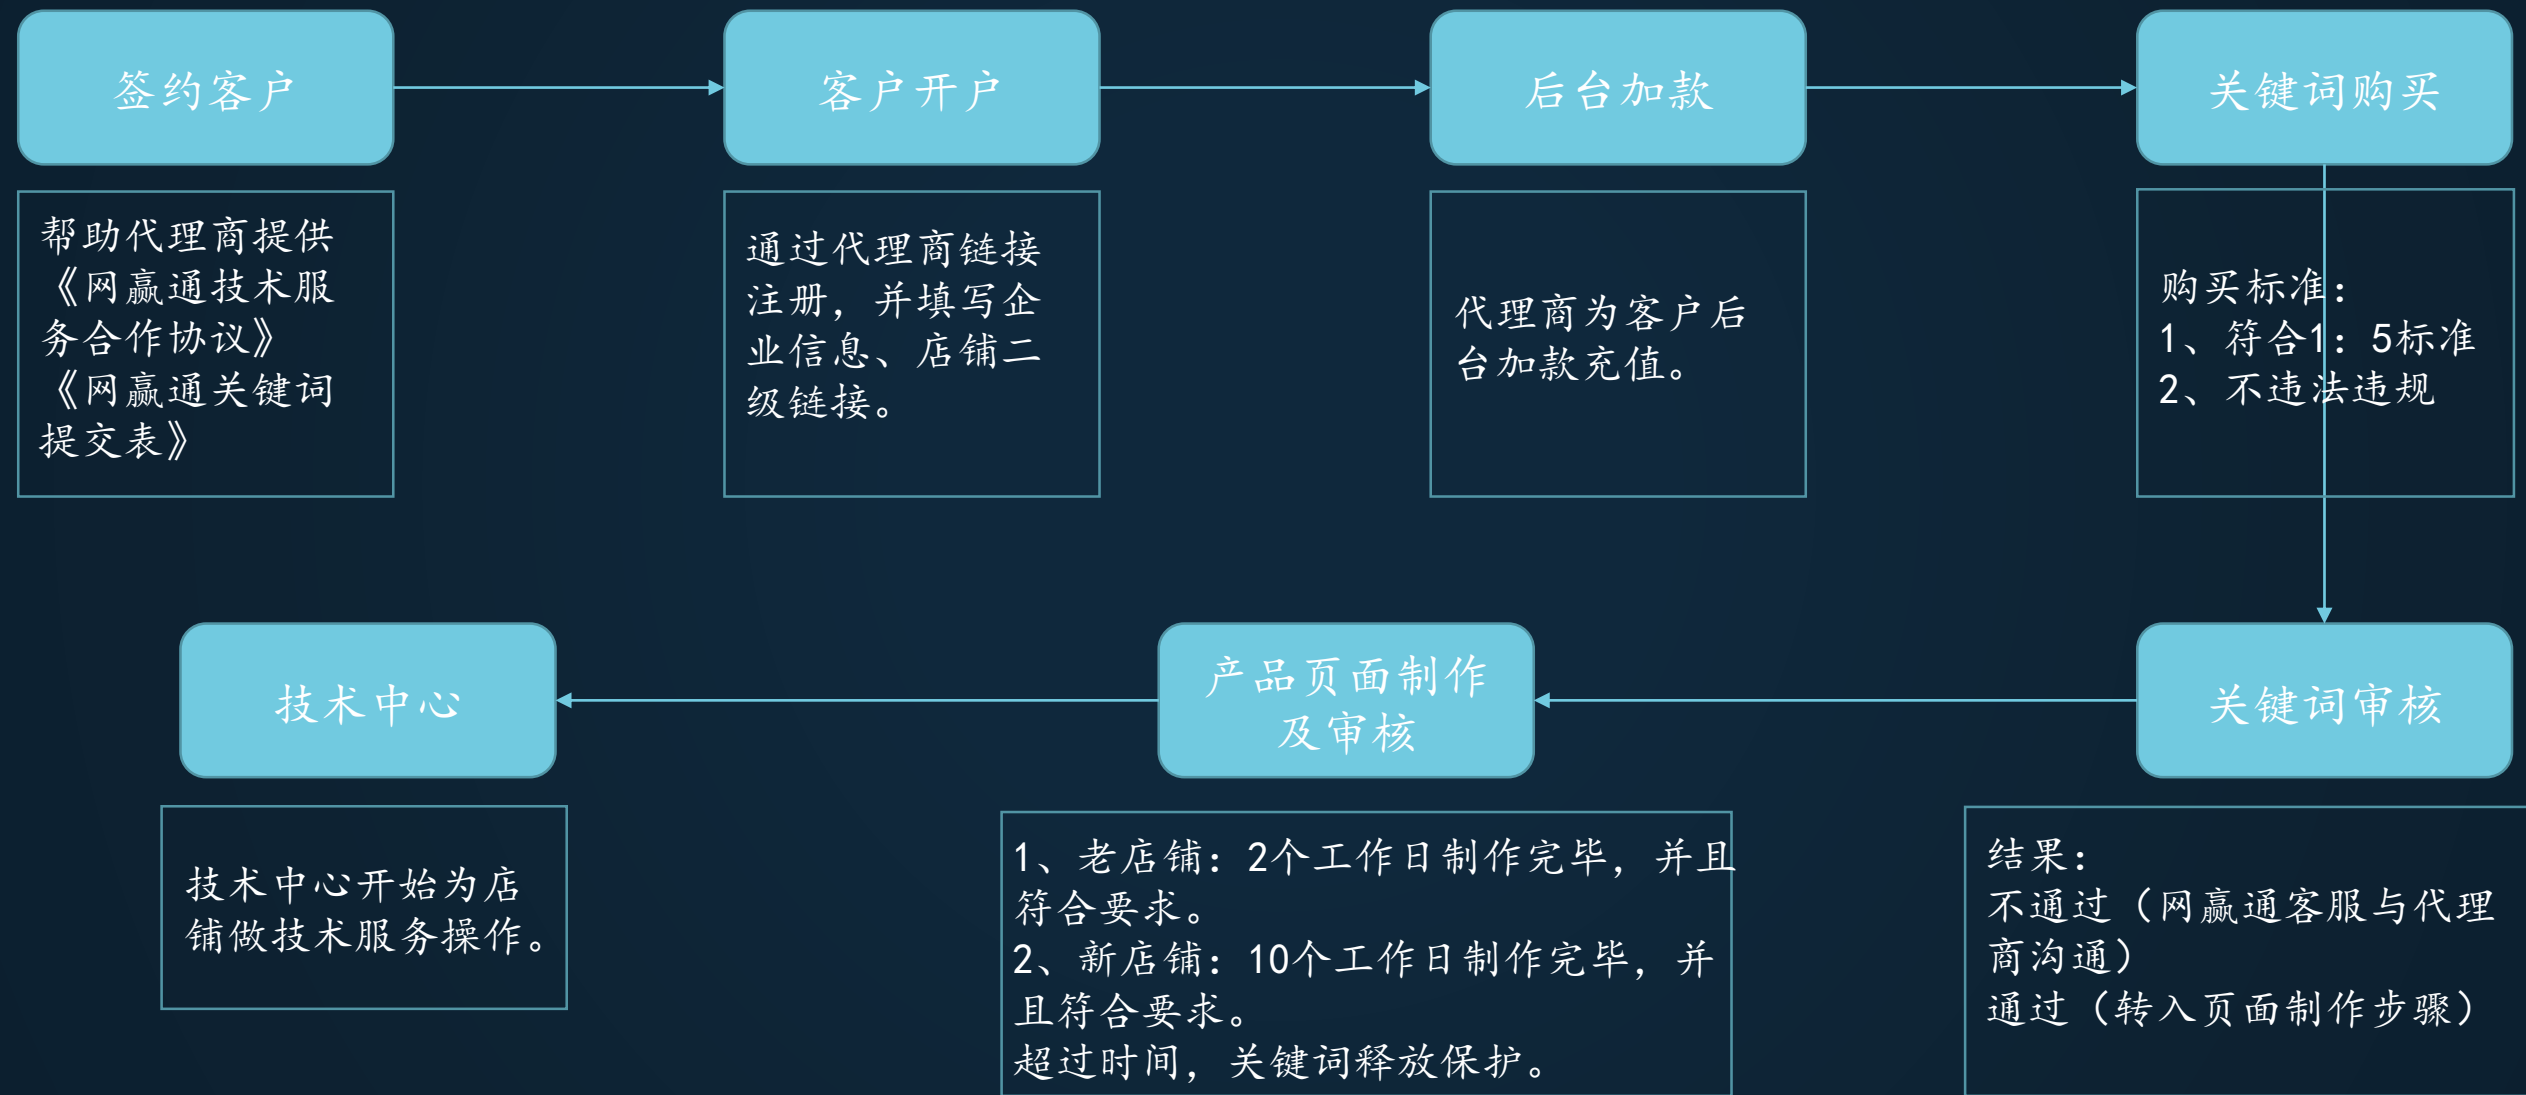 签约客户
客户开户
后台加款
关键词购买
帮助代理商提供
《网赢通技术服
务合作协议》
《网赢通关键词
提交表》
通过代理商链接
注册，并填写企
业信息、店铺二
级链接。
代理商为客户后
台加款充值。
购买标准：
1、符合1：5标准
2、不违法违规
技术中心
产品页面制作
及审核
关键词审核
技术中心开始为店
铺做技术服务操作。
1、老店铺：2个工作日制作完毕，并且
符合要求。
2、新店铺：10个工作日制作完毕，并
且符合要求。
超过时间，关键词释放保护。
结果：
不通过（网赢通客服与代理
商沟通）
通过（转入页面制作步骤）